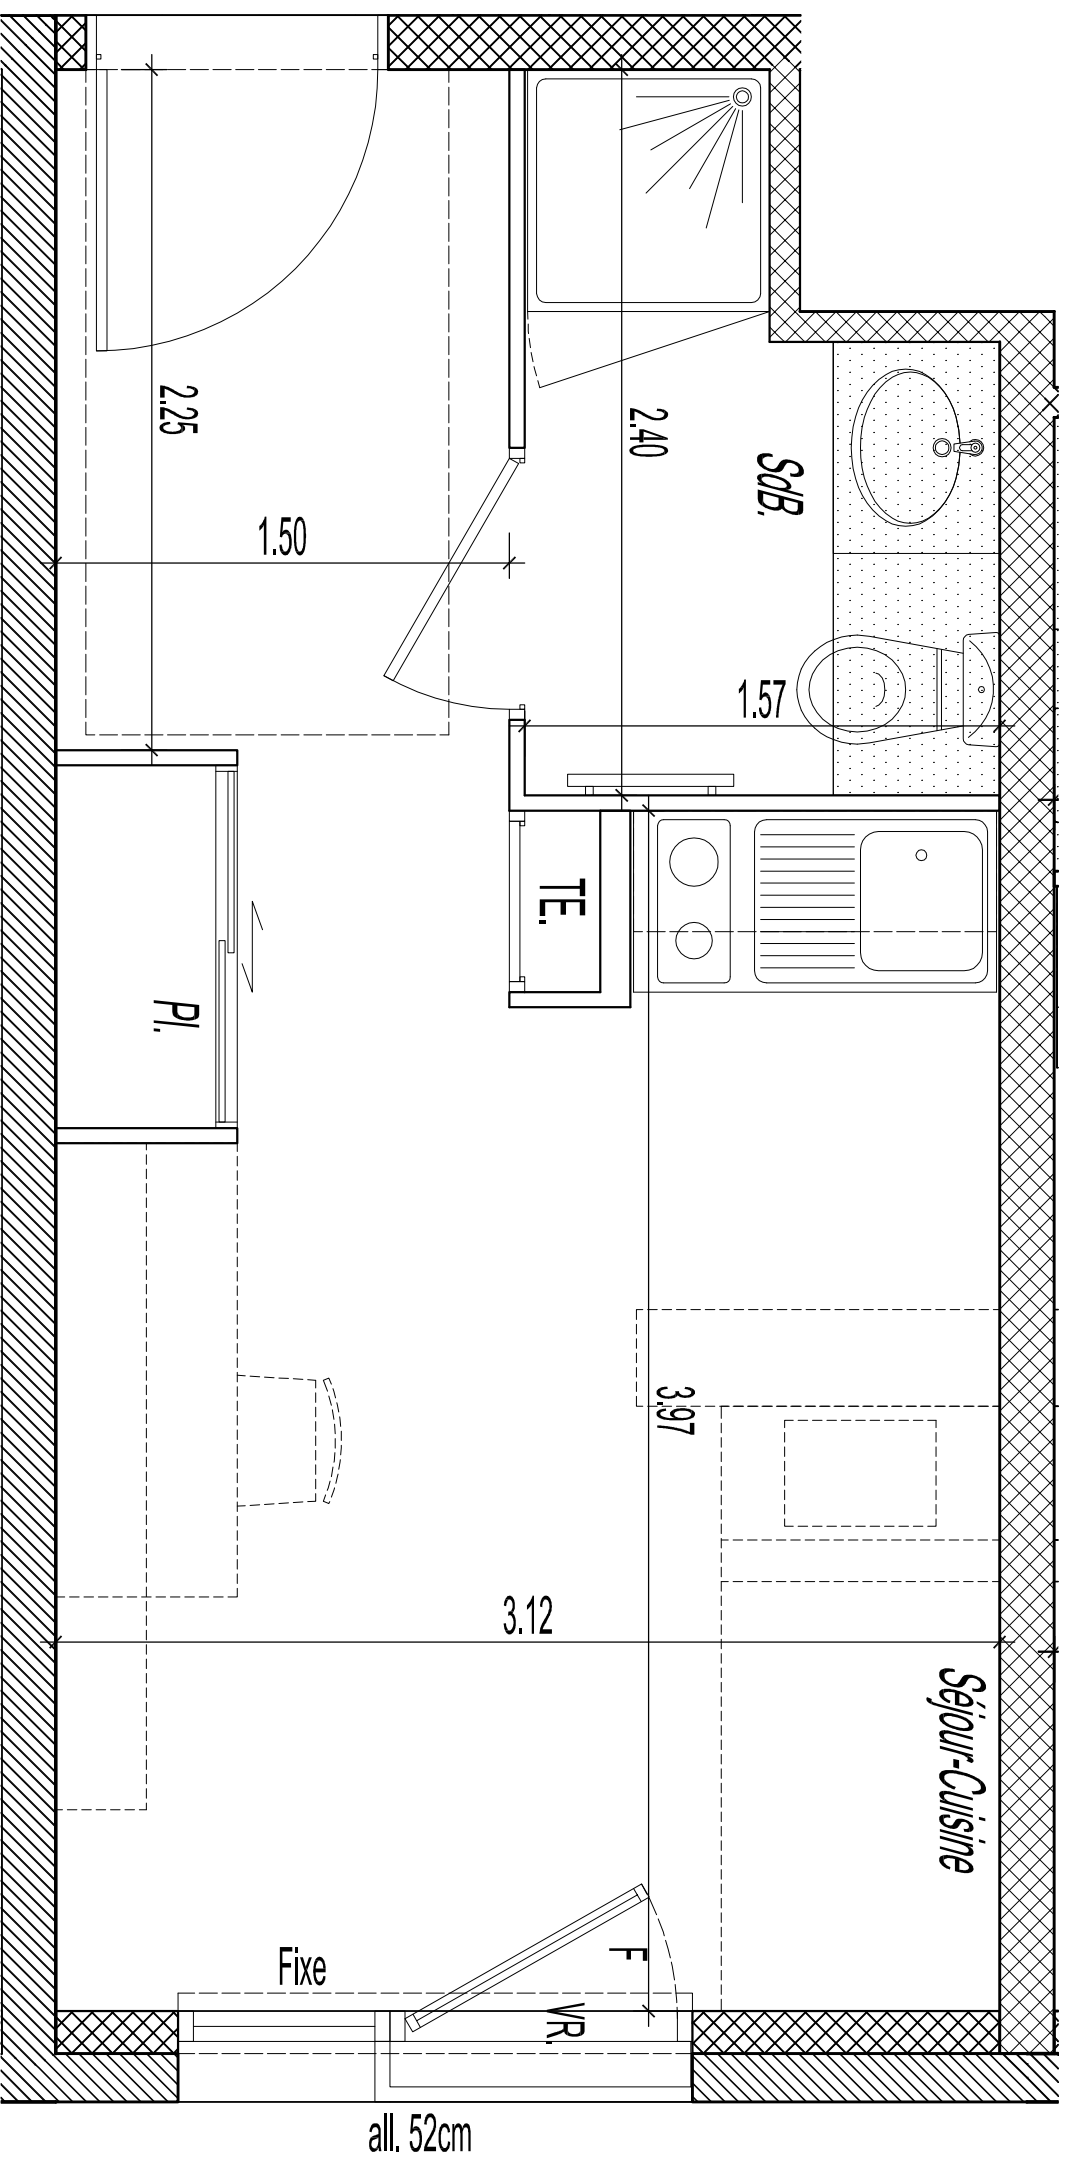 2.25
2.40
SdB.
1.50
1.57
TE.
Pl.
3.97
3.12
Séjour-Cuisine
F
Fixe
VR.
all. 52cm